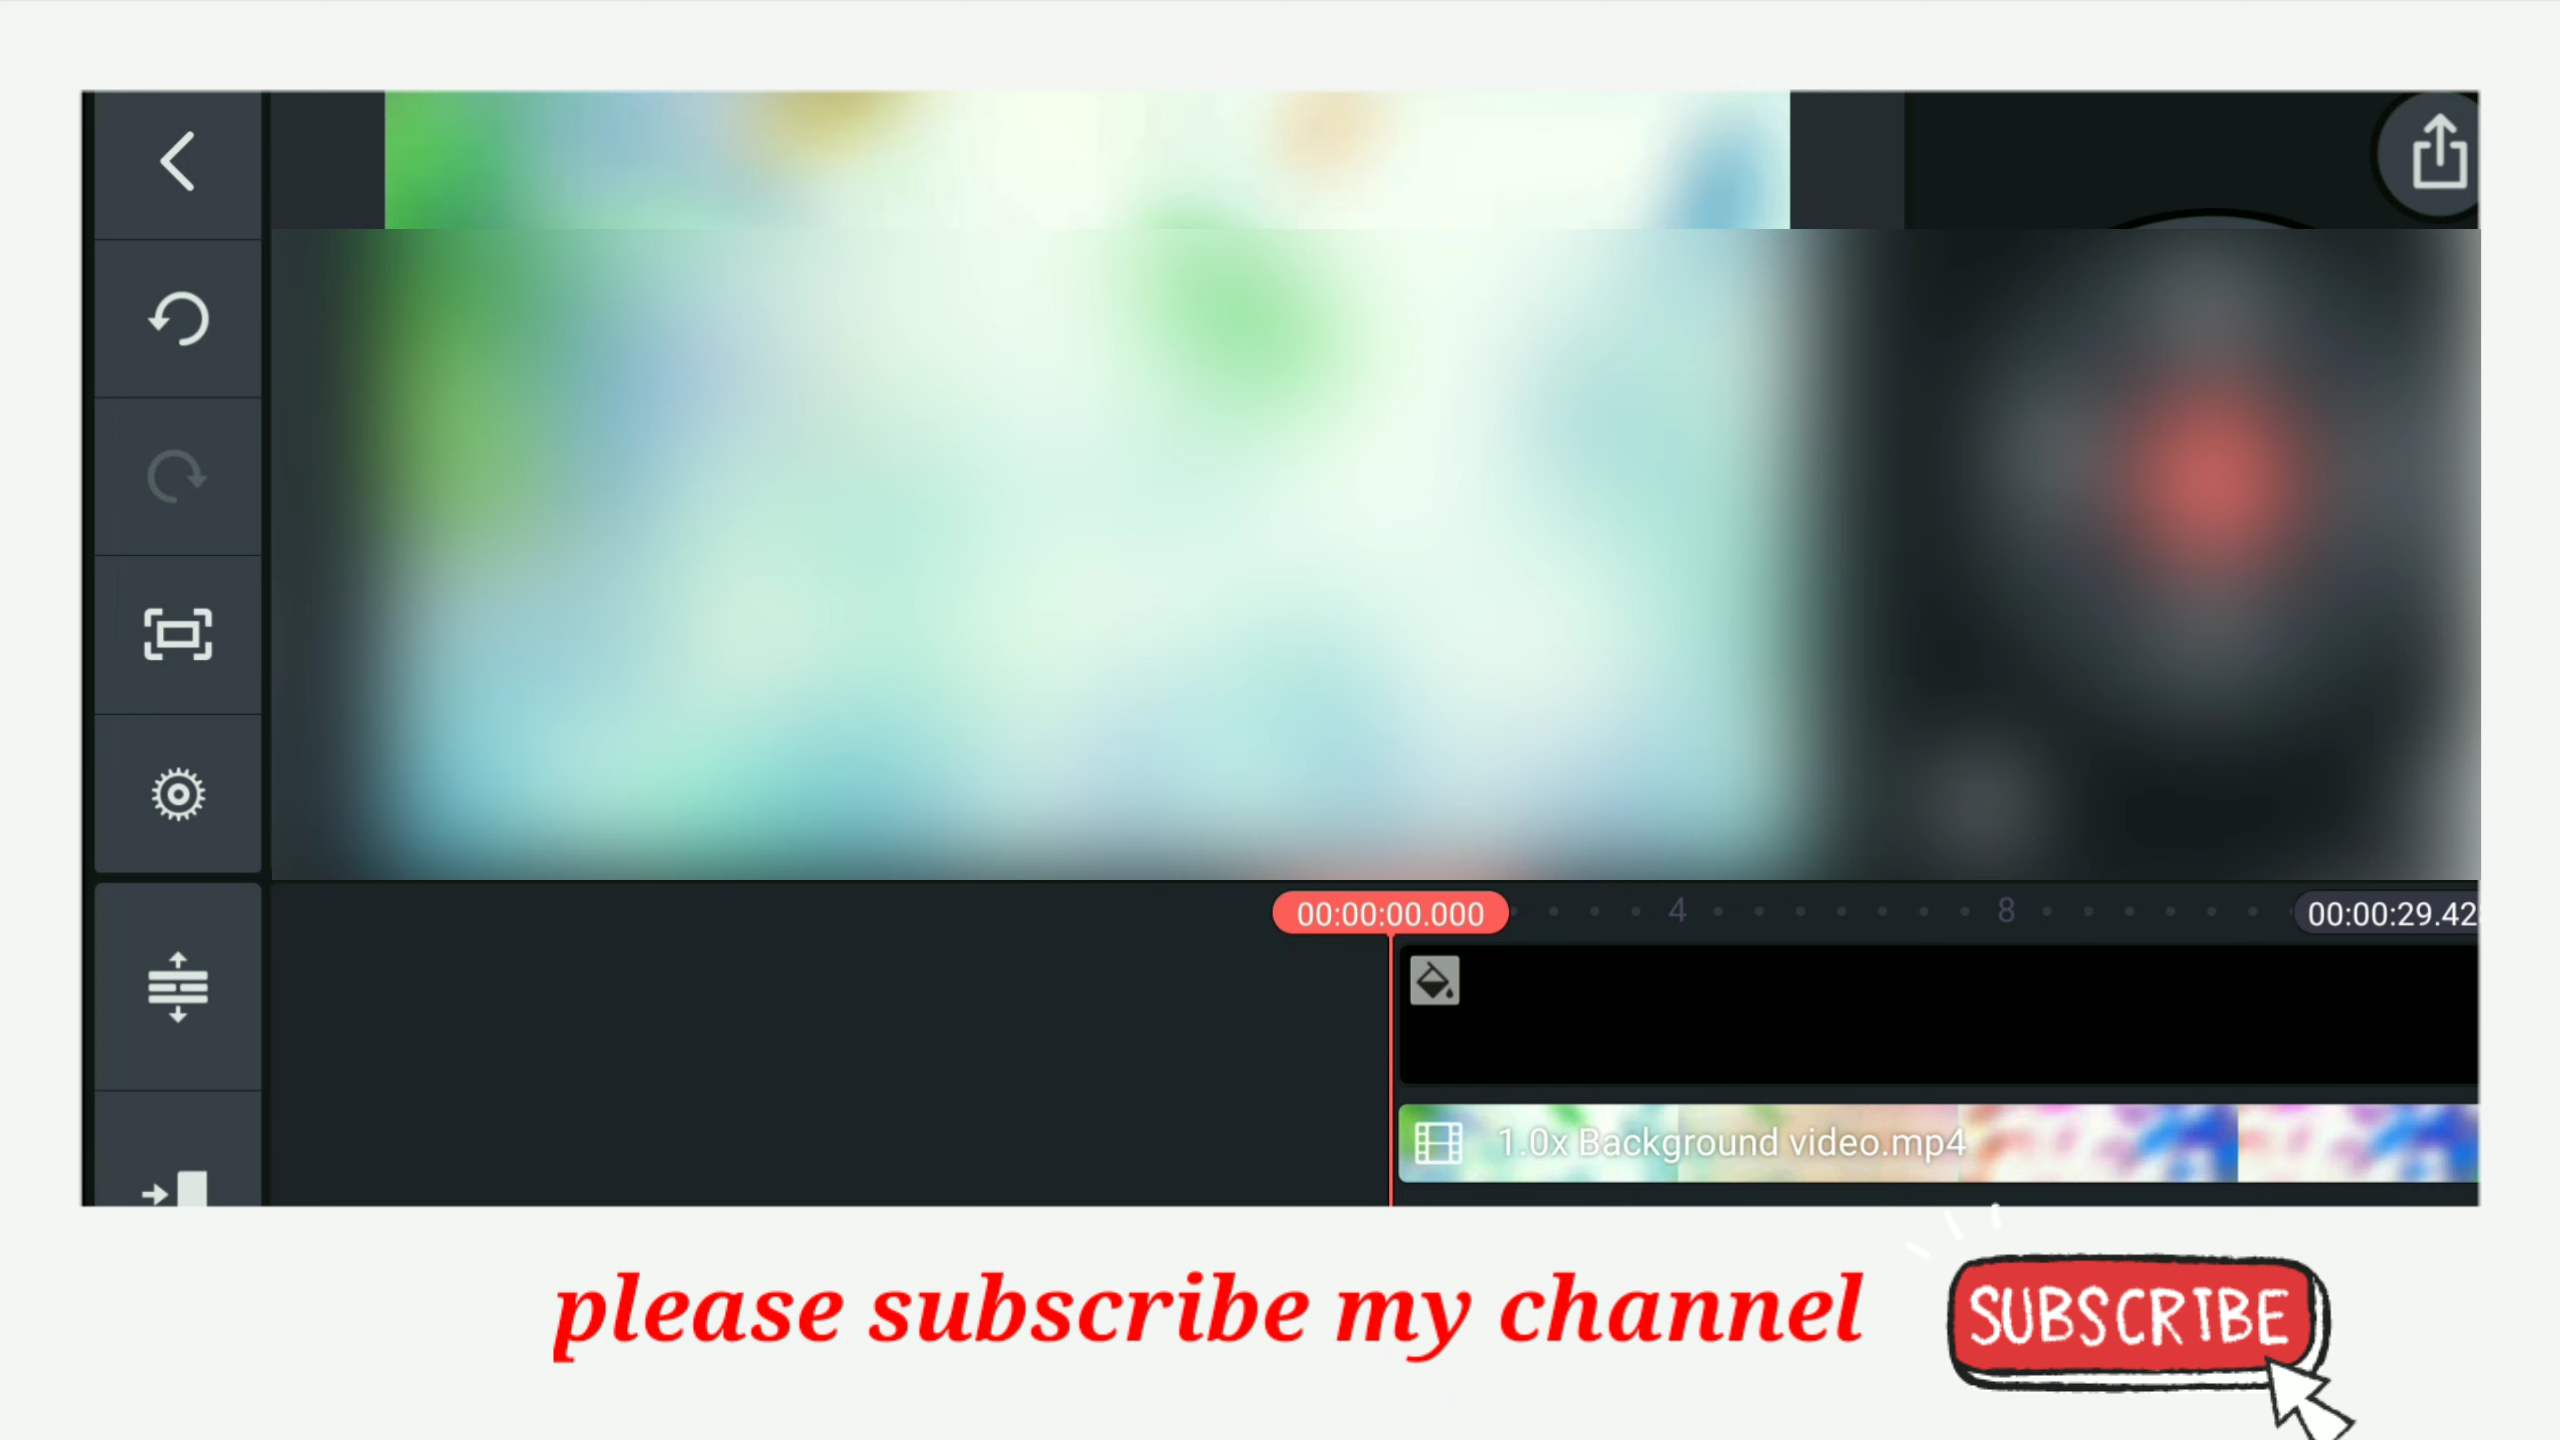 00:00:00.000
4
8
00:00:29.42
1.0x Background video.mp4
please subscribe my channel
SUBSCRIBE